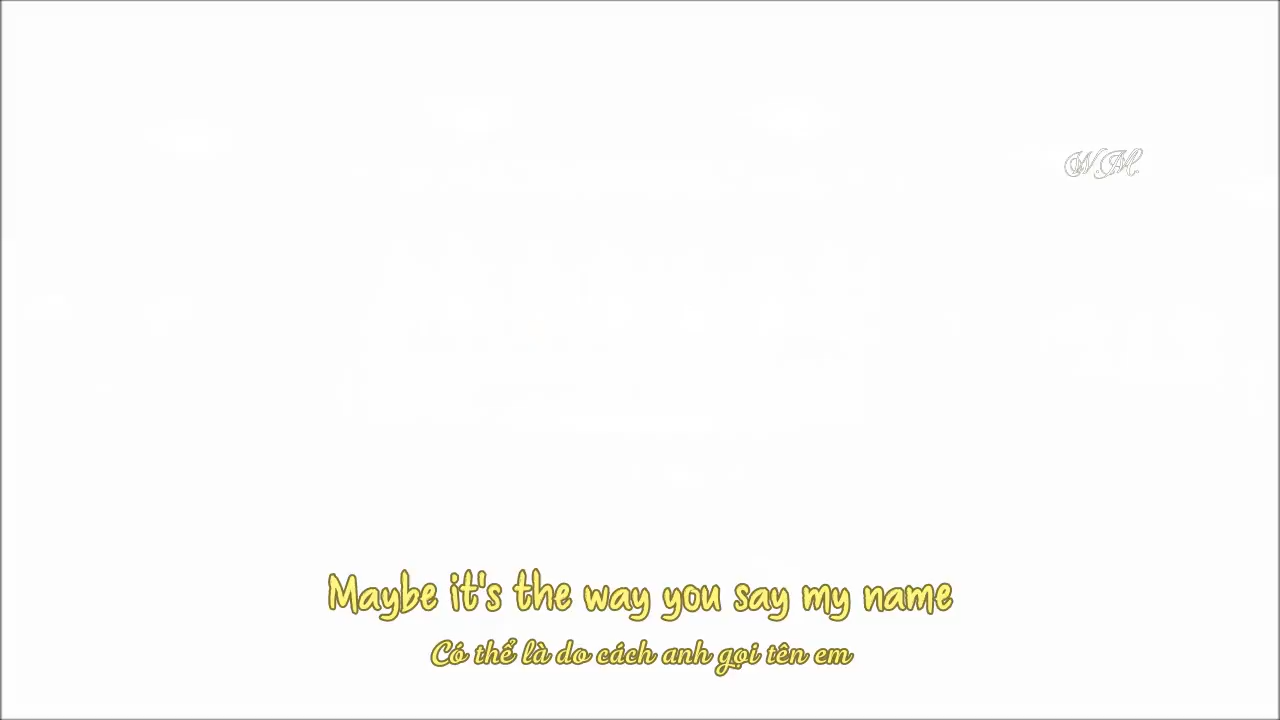 W.M.
Maybe it's the way you say my name
Có thể là do cách anh gọi tên em